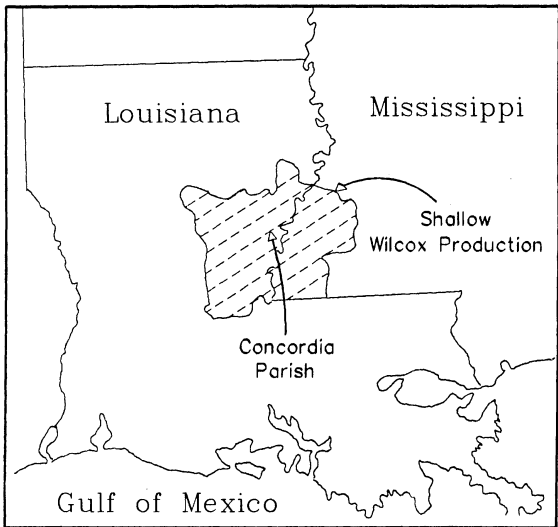 Louisiana
Mississippi
Shallow
Wilcox Production
Concordia
Parish
Gulf of Mexico